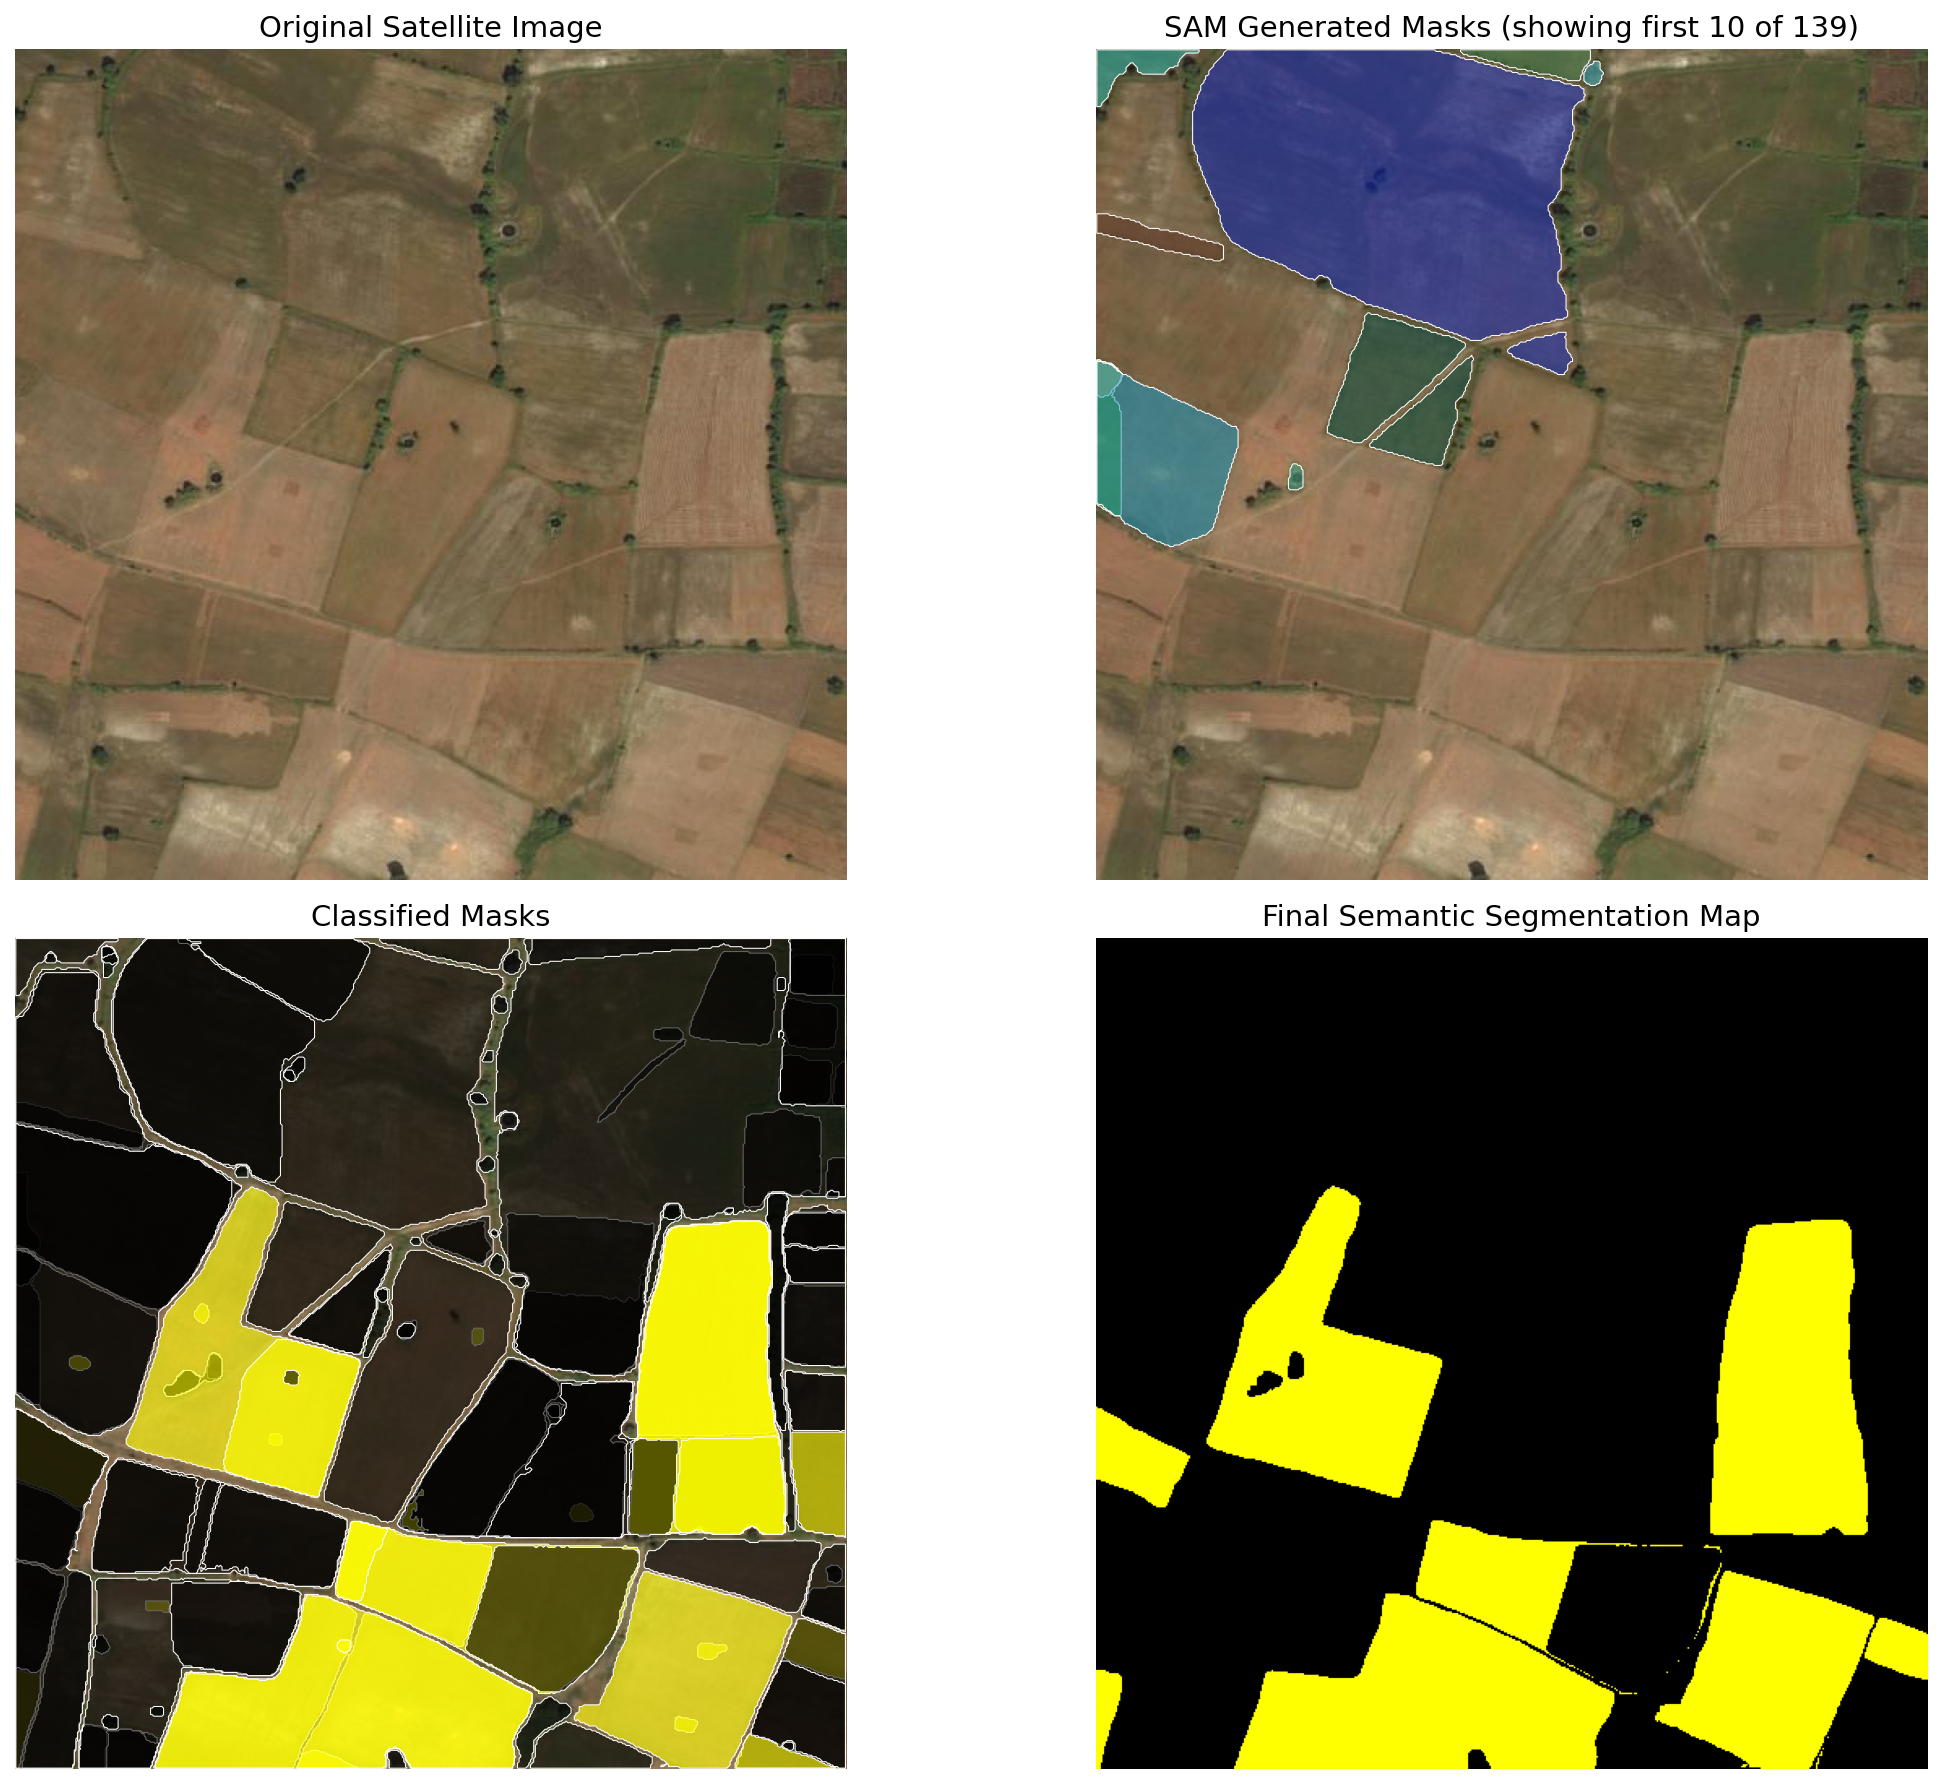 Original Satellite Image
SAM Generated Masks (showing first 10 of 139)
Classified Masks
Final Semantic Segmentation Map